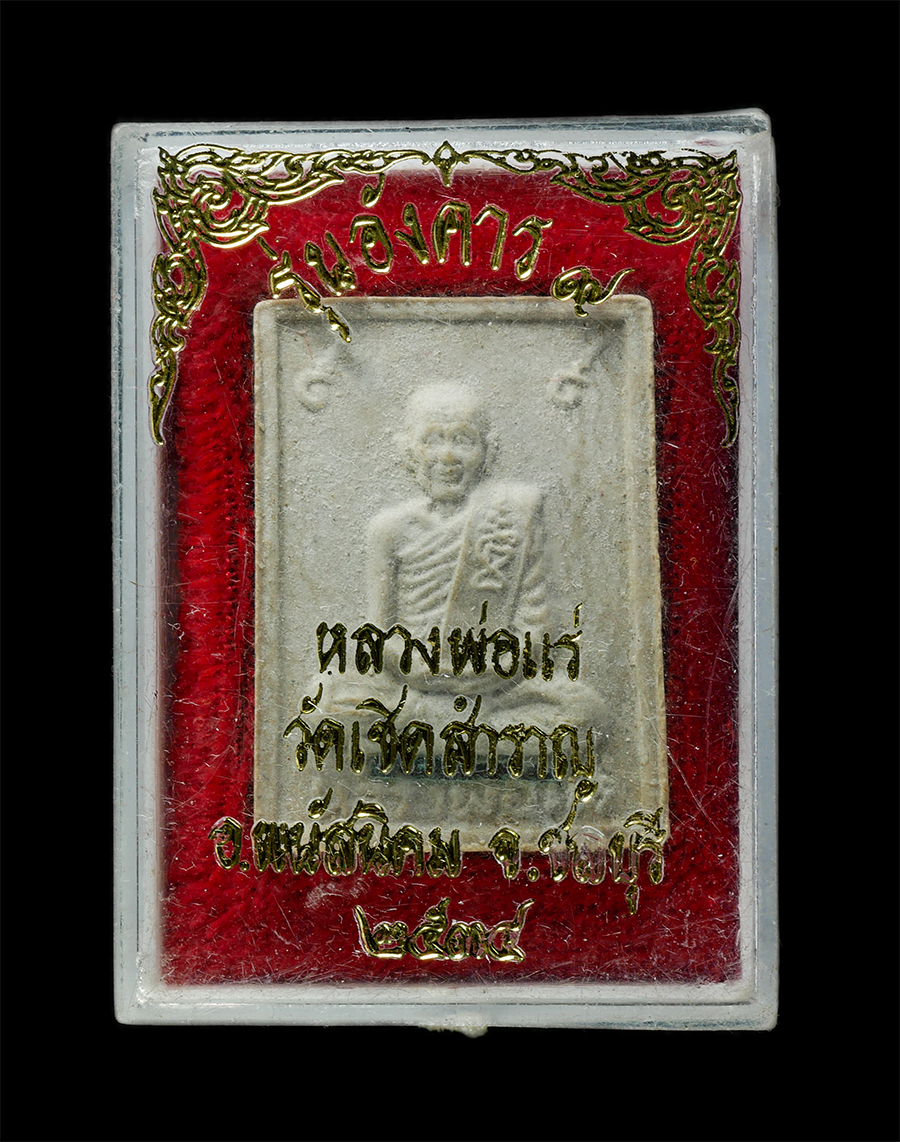 รุ่นอังคาร ๙
หลวงพ่อแร่
วัดเชิดสำราญ
อ.พนัสนิคม จ.ชลบุรี
๒๕๓๔